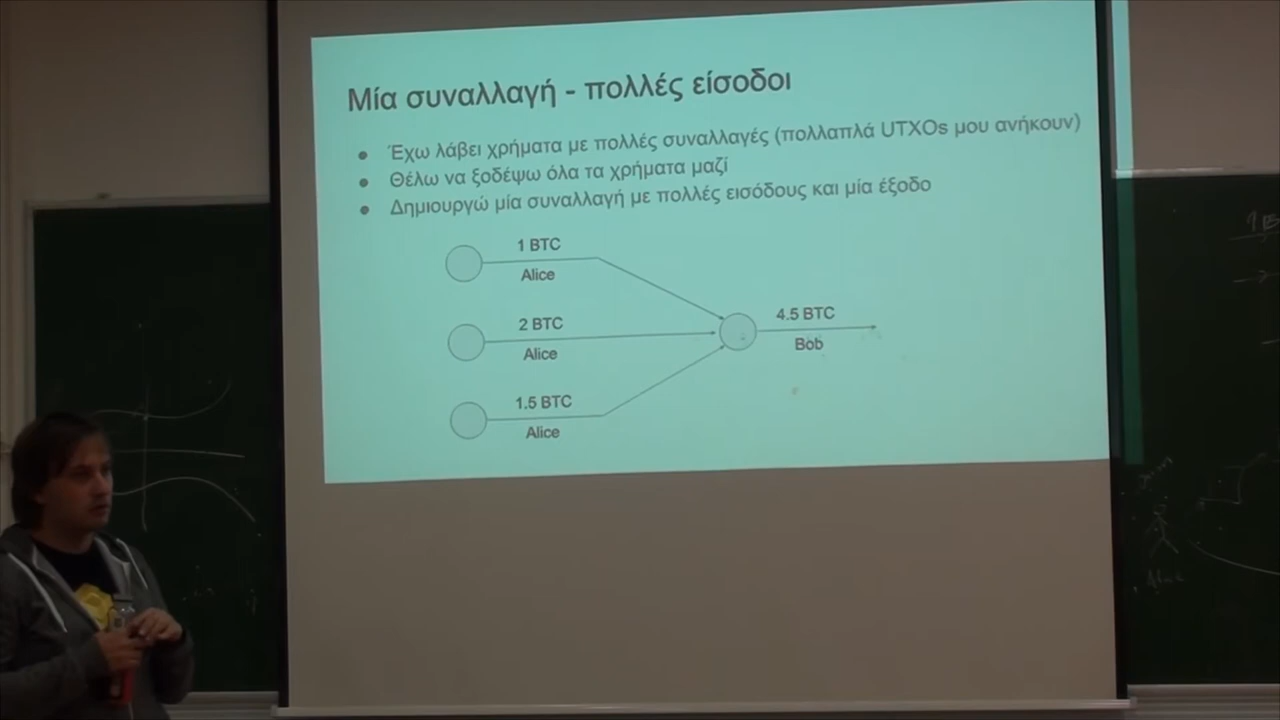 Μία συναλλαγή - πολλές είσοδοι
● Έχω λάβει χρήματα με πολλές συναλλαγές (πολλαπλά UTXOs μου ανήκουν)
● Θέλω να ξοδέψω όλα τα χρήματα μαζί
● Δημιουργώ μία συναλλαγή με πολλές εισόδους και μία έξοδο
1 BTC
Alice
2 BTC
Alice
1.5 BTC
Alice
4.5 BTC
Bob